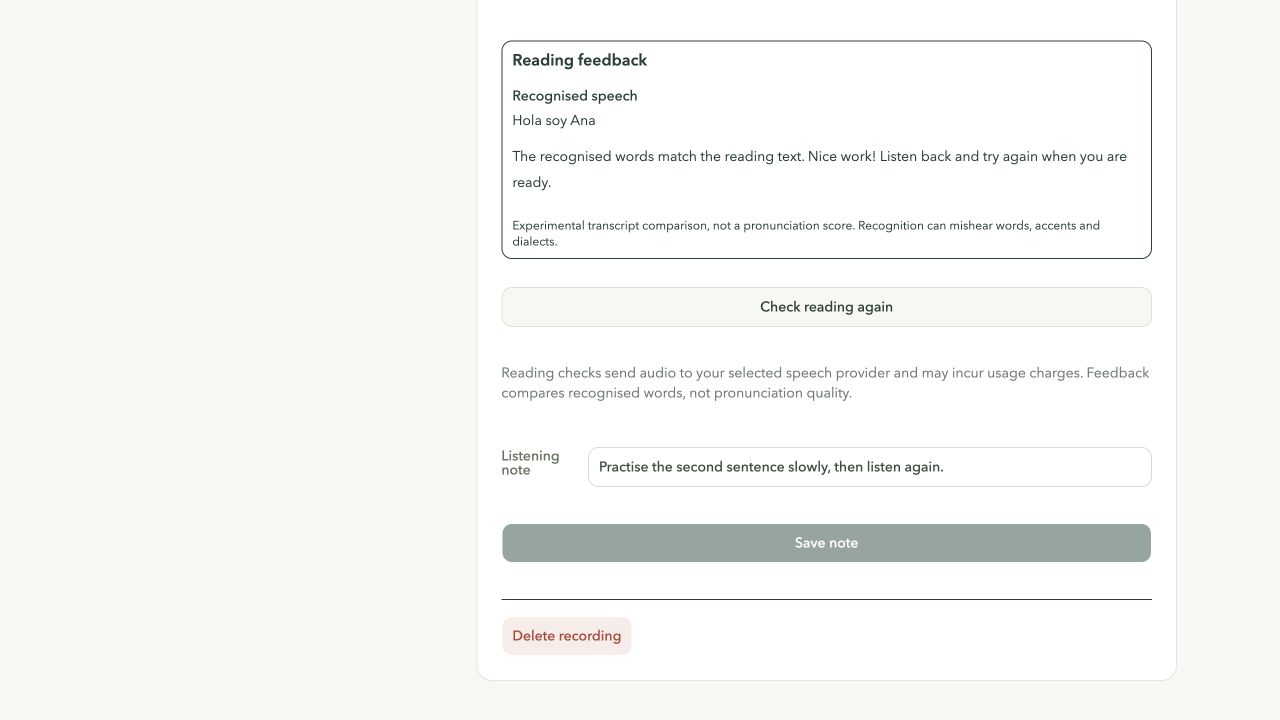 Reading feedback
Recognised speech
Hola soy Ana
The recognised words match the reading text. Nice work! Listen back and try again when you are
ready.
Experimental transcript comparison, not a pronunciation score. Recognition can mishear words, accents and
dialects.
Check reading again
Reading checks send audio to your selected speech provider and may incur usage charges. Feedback
compares recognised words, not pronunciation quality.
Listening
note
Practise the second sentence slowly, then listen again.
Save note
Delete recording